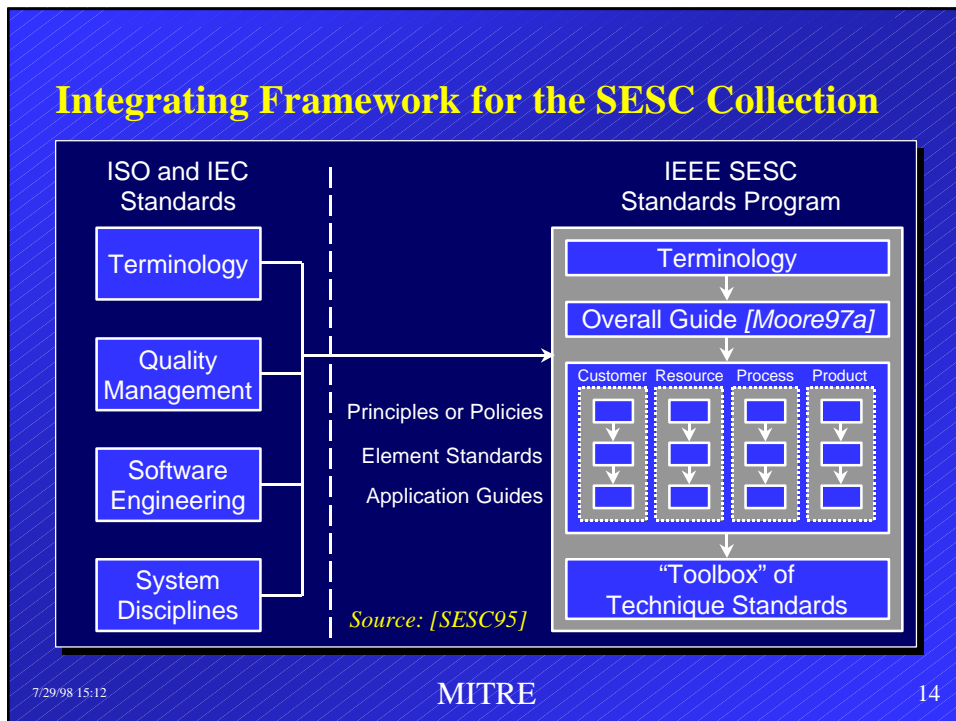 Integrating Framework for the SESC Collection
ISO and IEC
Standards
Terminology
Quality
Management
Software
Engineering
System
Disciplines
Principles or Policies
Element Standards
Application Guides
Source: [SESC95]
IEEE SESC
Standards Program
Terminology
Overall Guide [Moore97a]
Customer Resource Process Product
“Toolbox” of
Technique Standards
7/29/98 15:12
MITRE
14